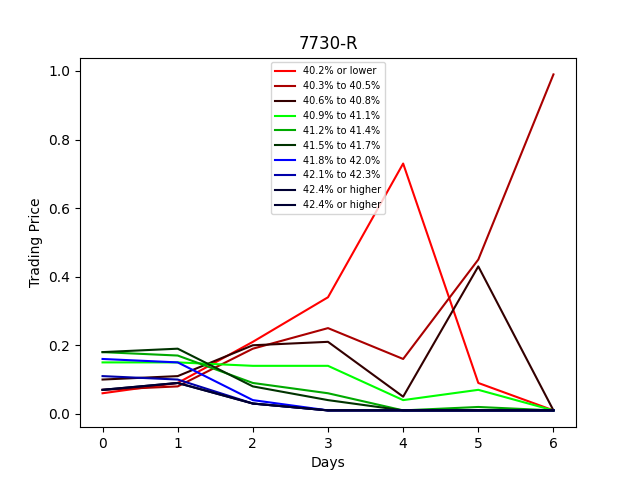 7730-R
40.2% or lower
40.3% to 40.5%
40.6% to 40.8%
40.9% to 41.1%
41.2% to 41.4%
41.5% to 41.7%
41.8% to 42.0%
42.1% to 42.3%
42.4% or higher
42.4% or higher
Trading Price
1.0
0.8
0.6
0.4
0.2
0.0
0 1 2 3 4 5 6
Days